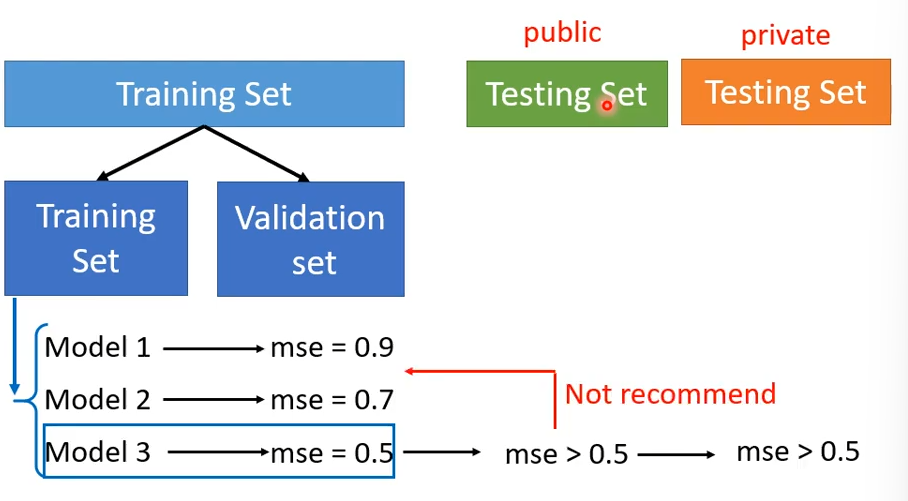 public
private
Training Set
Testing Set
Testing Set
Training
Set
Validation
set
Model 1
mse = 0.9
Model 2
mse = 0.7
Not recommend
Model 3
mse = 0.5
mse > 0.5
mse > 0.5